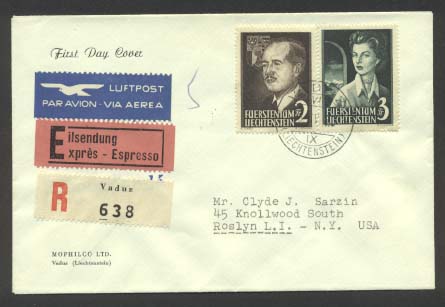 First Day Cover
LUFTPOST
PAR AVION - VIA AEREA
Eilsendung
Exprès - Espresso
R
Vaduz
638
MOPHILCO LTD.
Vaduz (Liechtenstein)
2
FUERSTENTUM
LIECHTENSTEIN
3
FUERSTENTUM
LIECHTENSTEIN
(LIECHTENSTEIN)
IX
Mr. Clyde J. Sarzin
45 Knollwood South
Roslyn L.I. - N.Y. USA